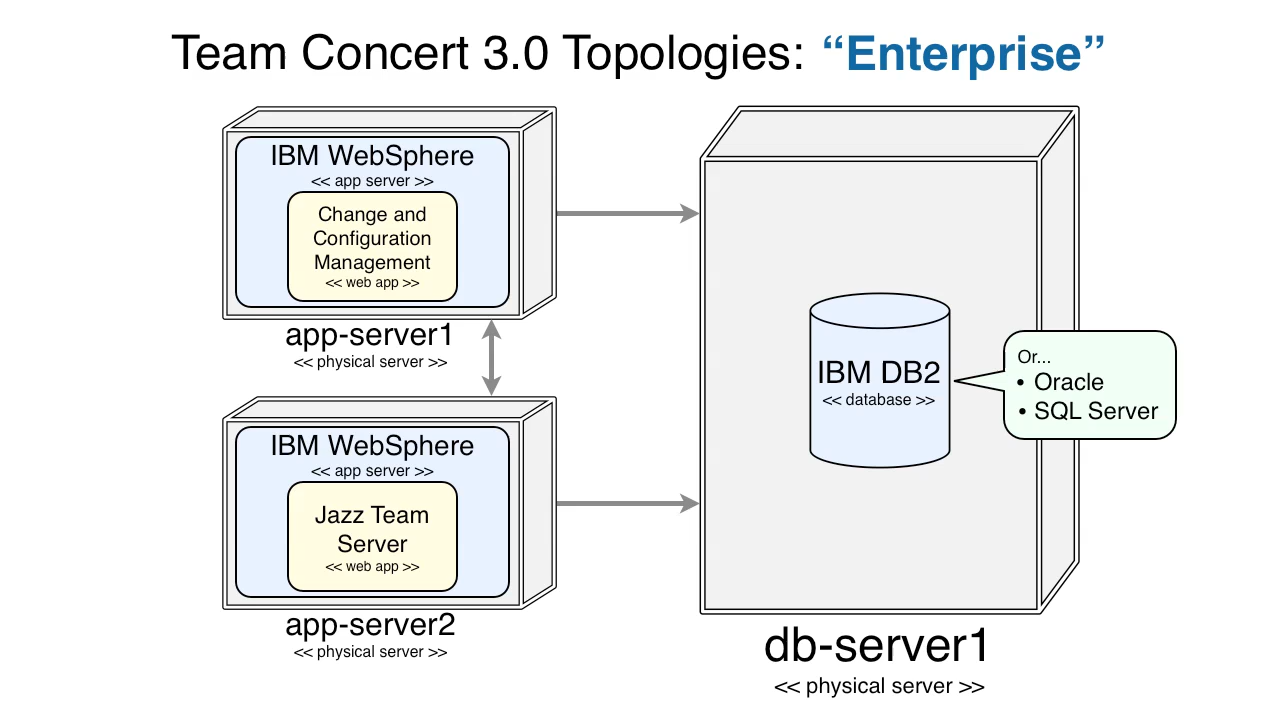 Team Concert 3.0 Topologies: “Enterprise”
IBM WebSphere
<< app server >>
Change and
Configuration
Management
<< web app >>
app-server1
<< physical server >>
IBM WebSphere
<< app server >>
Jazz Team
Server
<< web app >>
app-server2
<< physical server >>
IBM DB2
<< database >>
Or...
• Oracle
• SQL Server
db-server1
<< physical server >>